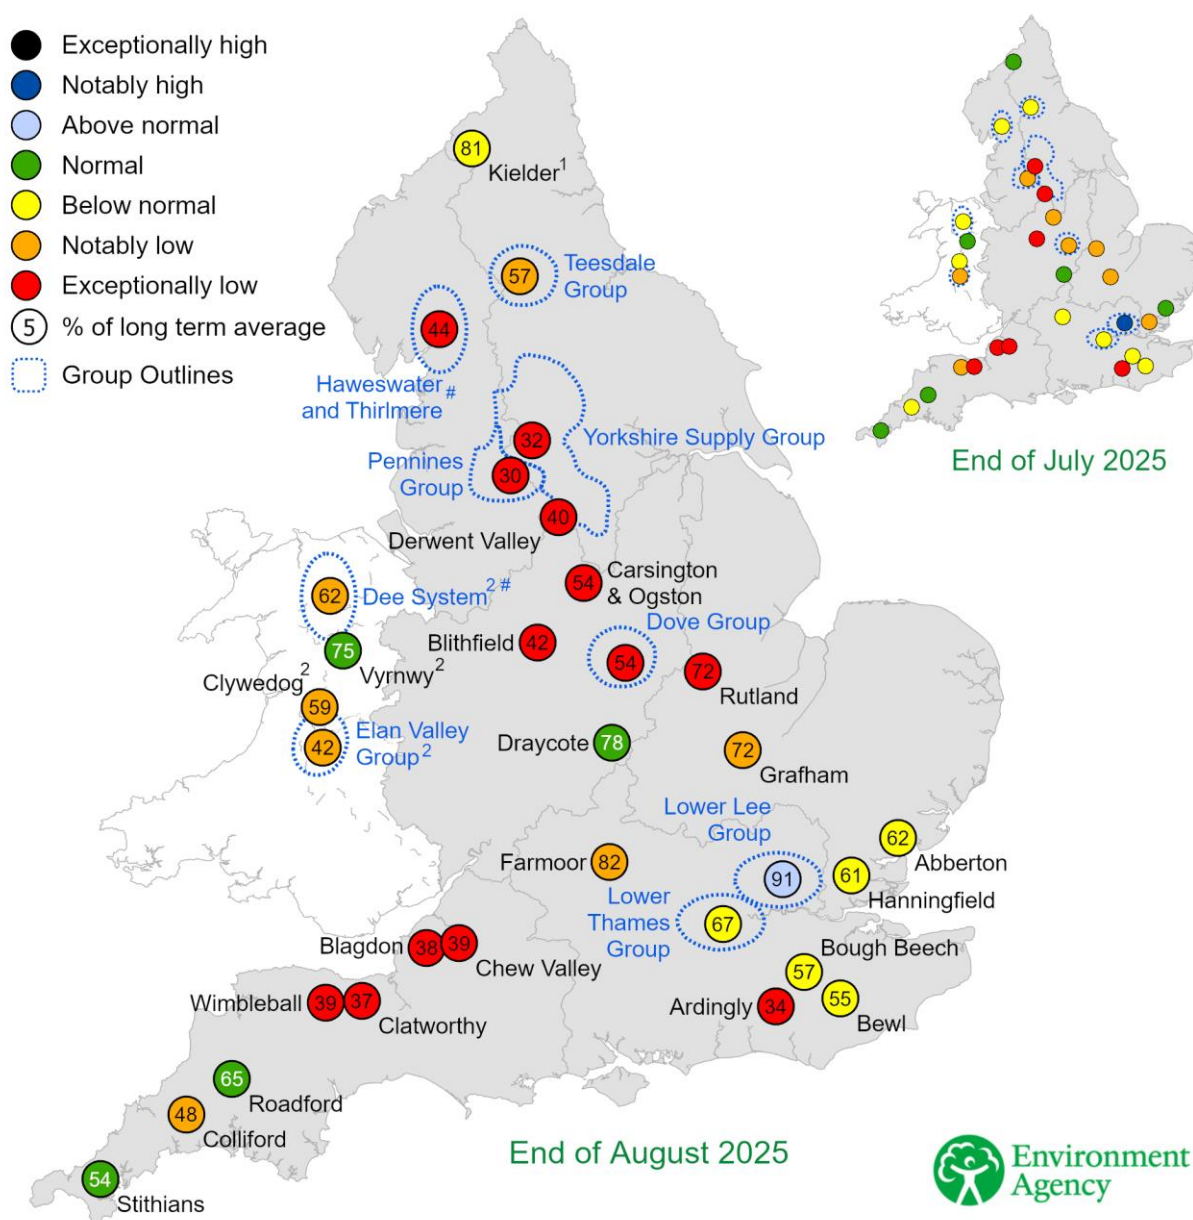 Exceptionally high
Notably high
Above normal
Normal
Below normal
Notably low
Exceptionally low
5 % of long term average
Group Outlines
81
Kielder1
57
Teesdale
Group
44
Haweswater
and Thirlmere#
32
Yorkshire Supply Group
Pennines
Group
30
40
Derwent Valley
54
Carsington
& Ogston
62
Dee System2 #
Dove Group
54
Blithfield
42
75
Vyrnwy2
72
Rutland
Clywedog2
59
Elan Valley
Group2
42
Draycote
78
72
Grafham
Lower Lee
Group
91
62
Abberton
61
Hanningfield
Farmoor
82
Lower
Thames
Group
67
Blagdon
38
39
Chew Valley
Bough Beech
57
55
Bewl
Ardingly
34
Wimbleball
39
37
Clatworthy
65
Roadford
48
Colliford
54
Stithians
End of July 2025
End of August 2025
Environment
Agency